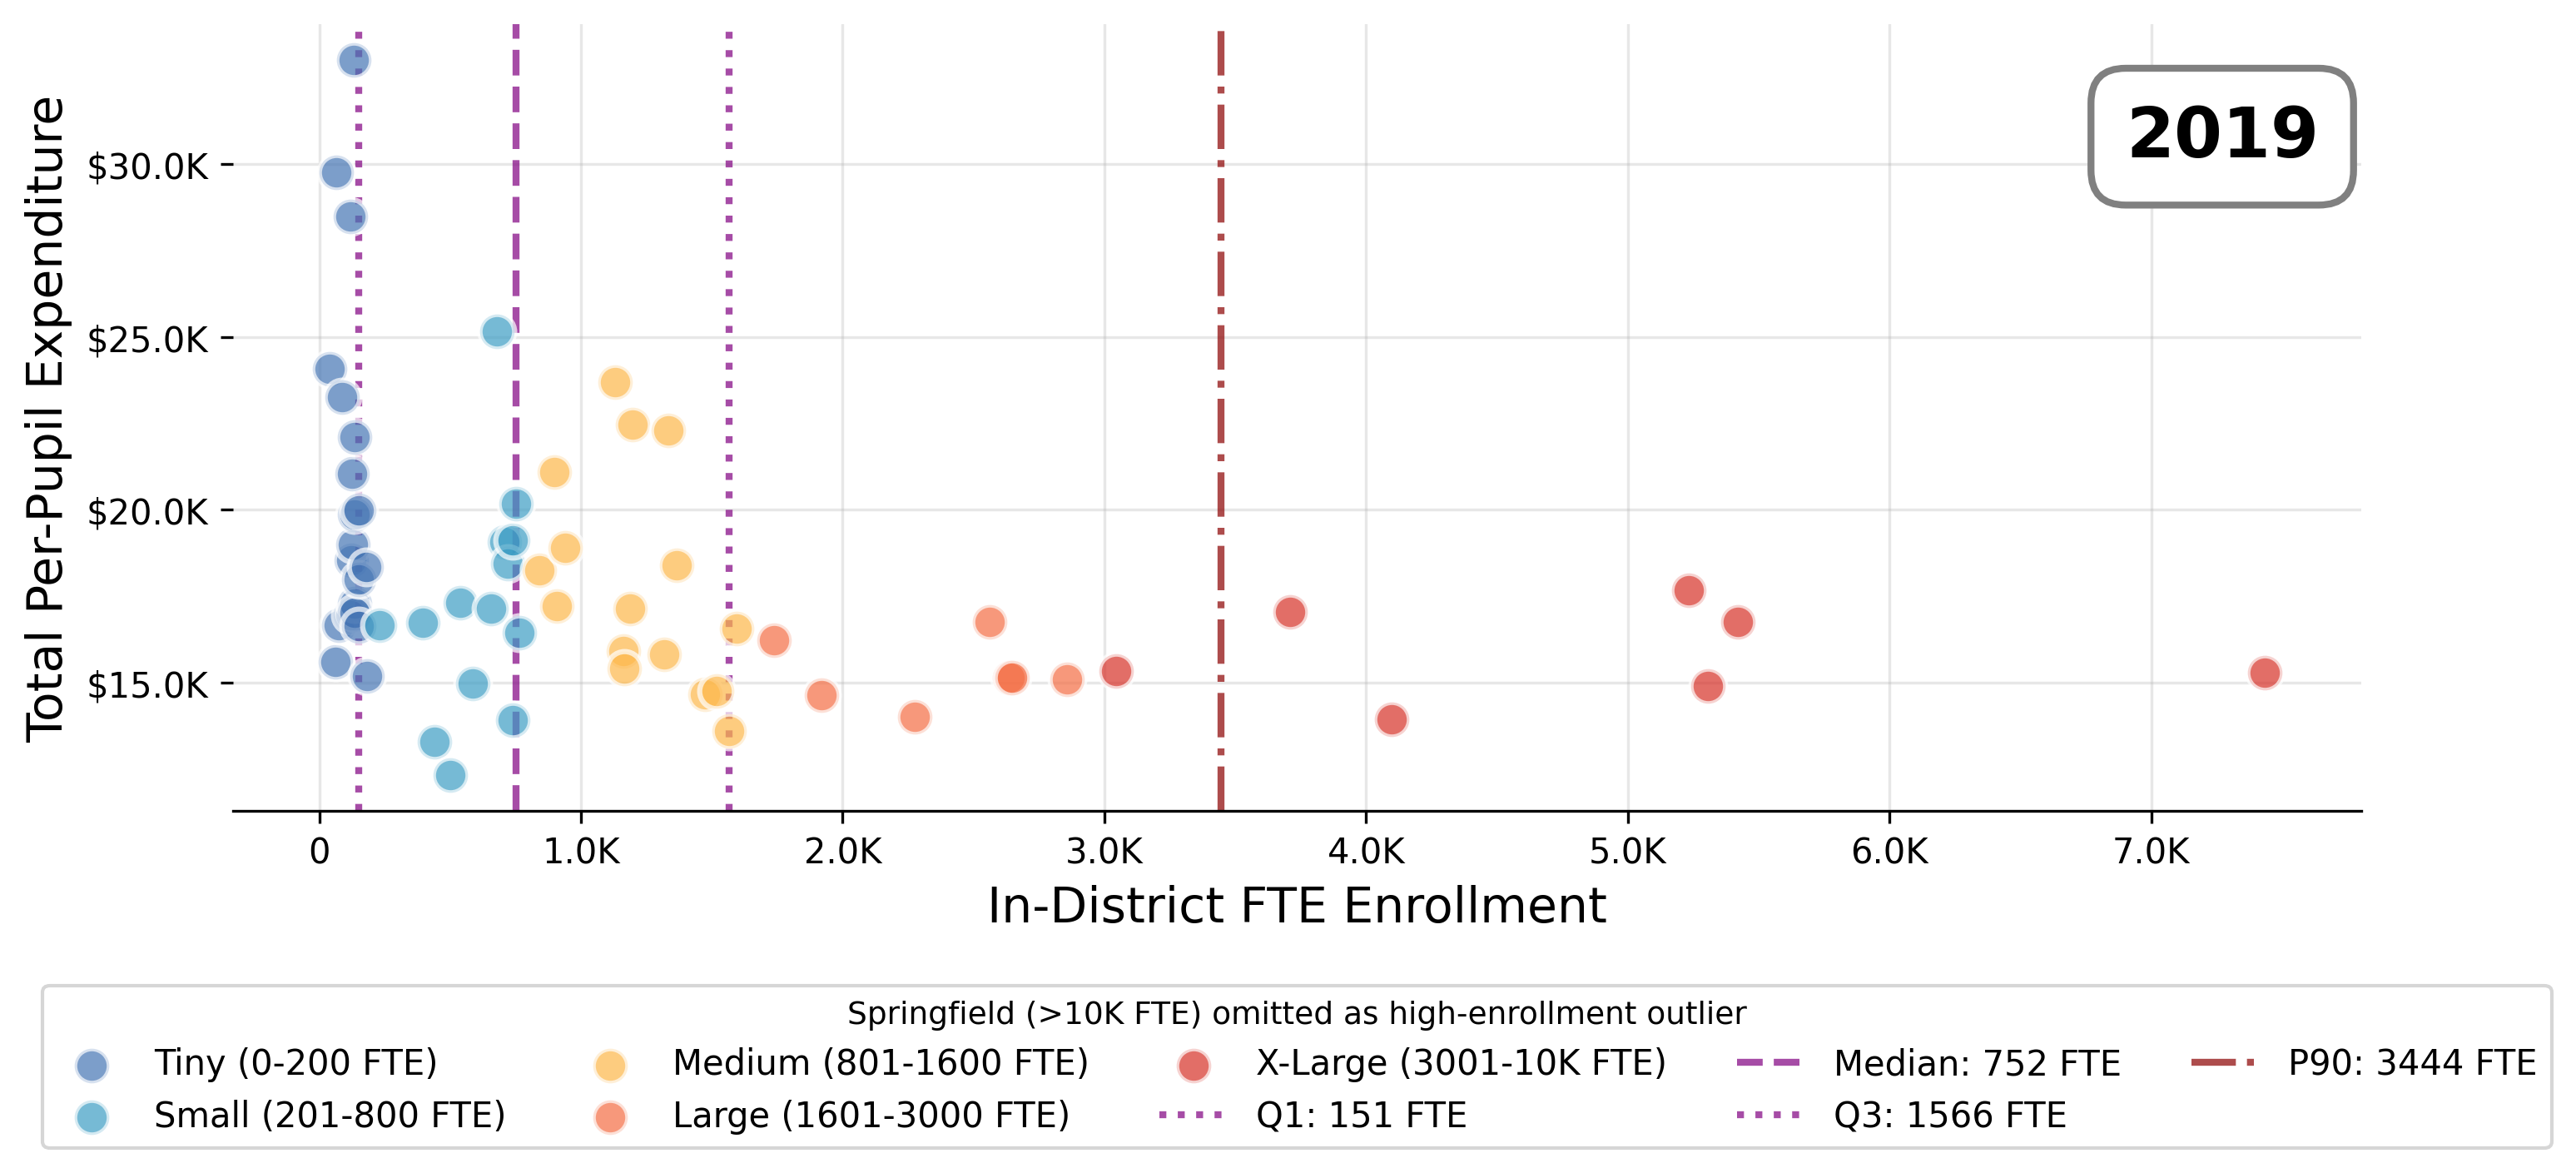 2019
Total Per-Pupil Expenditure
$30.0K
$25.0K
$20.0K
$15.0K
0 1.0K 2.0K 3.0K 4.0K 5.0K 6.0K 7.0K
In-District FTE Enrollment
Springfield (>10K FTE) omitted as high-enrollment outlier
Tiny (0-200 FTE) Medium (801-1600 FTE) X-Large (3001-10K FTE) Median: 752 FTE P90: 3444 FTE
Small (201-800 FTE) Large (1601-3000 FTE) Q1: 151 FTE Q3: 1566 FTE